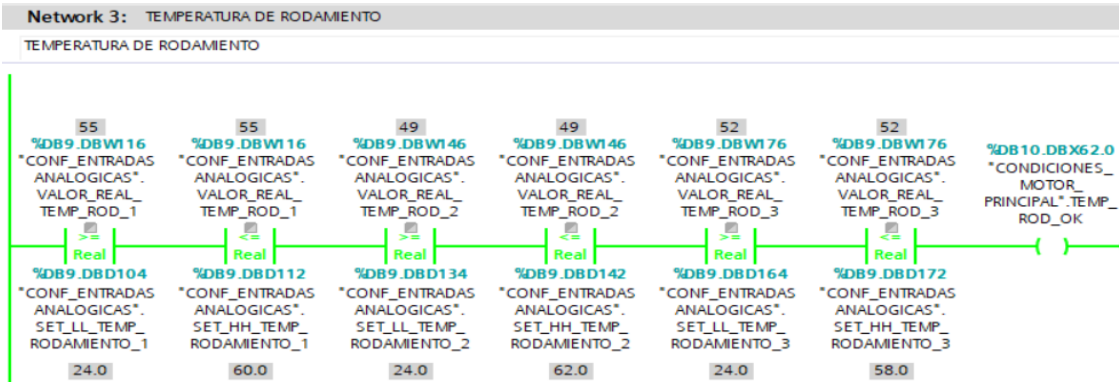 Network 3: TEMPERATURA DE RODAMIENTO
TEMPERATURA DE RODAMIENTO
55
%DB9.DBW116
"CONF_ENTRADAS
ANALOGICAS".
VALOR_REAL_
TEMP_ROD_1
>=
Real
%DB9.DBD104
"CONF_ENTRADAS
ANALOGICAS".
SET_LL_TEMP_
RODAMIENTO_1
24.0
55
%DB9.DBW116
"CONF_ENTRADAS
ANALOGICAS".
VALOR_REAL_
TEMP_ROD_1
<=
Real
%DB9.DBD112
"CONF_ENTRADAS
ANALOGICAS".
SET_HH_TEMP_
RODAMIENTO_1
60.0
49
%DB9.DBW146
"CONF_ENTRADAS
ANALOGICAS".
VALOR_REAL_
TEMP_ROD_2
>=
Real
%DB9.DBD134
"CONF_ENTRADAS
ANALOGICAS".
SET_LL_TEMP_
RODAMIENTO_2
24.0
49
%DB9.DBW146
"CONF_ENTRADAS
ANALOGICAS".
VALOR_REAL_
TEMP_ROD_2
<=
Real
%DB9.DBD142
"CONF_ENTRADAS
ANALOGICAS".
SET_HH_TEMP_
RODAMIENTO_2
62.0
52
%DB9.DBW176
"CONF_ENTRADAS
ANALOGICAS".
VALOR_REAL_
TEMP_ROD_3
>=
Real
%DB9.DBD164
"CONF_ENTRADAS
ANALOGICAS".
SET_LL_TEMP_
RODAMIENTO_3
24.0
52
%DB9.DBW176
"CONF_ENTRADAS
ANALOGICAS".
VALOR_REAL_
TEMP_ROD_3
<=
Real
%DB9.DBD172
"CONF_ENTRADAS
ANALOGICAS".
SET_HH_TEMP_
RODAMIENTO_3
58.0
%DB10.DBX62.0
"CONDICIONES_
MOTOR_
PRINCIPAL".TEMP_
ROD_OK